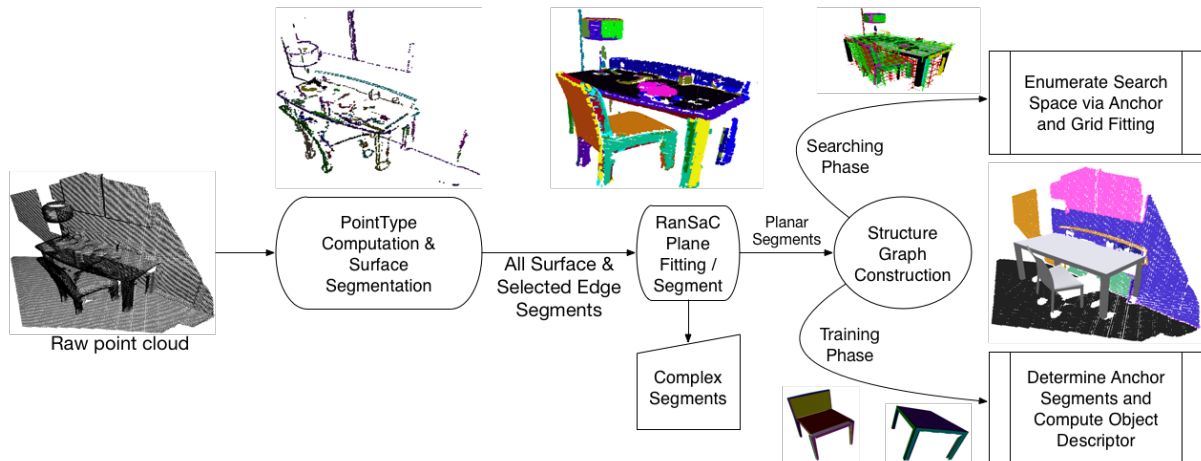 Raw point cloud
PointType
Computation &
Surface
Segmentation
All Surface &
Selected Edge
Segments
RanSaC
Plane
Fitting /
Segment
Complex
Segments
Planar
Segments
Structure
Graph
Construction
Searching
Phase
Enumerate Search
Space via Anchor
and Grid Fitting
Training
Phase
Determine Anchor
Segments and
Compute Object
Descriptor